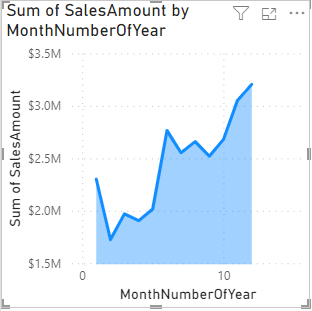 Sum of SalesAmount by
MonthNumberOfYear
$3.5M
$3.0M
$2.5M
$2.0M
$1.5M
Sum of SalesAmount
0
10
MonthNumberOfYear